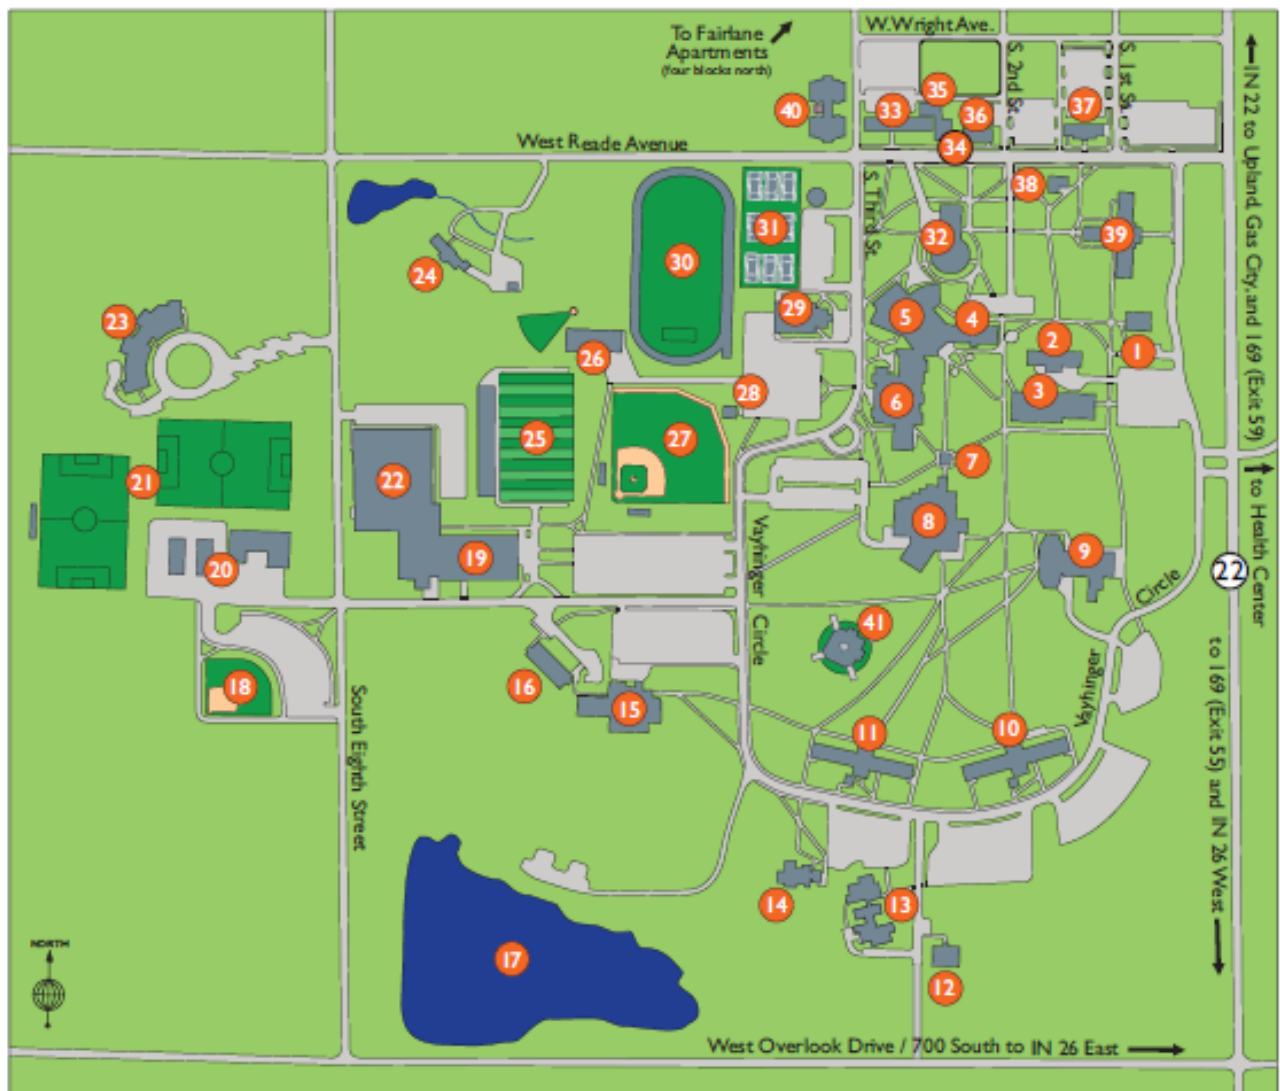 W. Wright Ave.
To Fairlane
Apartments
(four blocks north)
S. 2nd St.
S. 1st St.
35
40
33
36
37
34
West Reade Avenue
IN 22 to Upland, Gas City, and 169 (Exit 59)
38
S. Third St.
31
32
39
30
24
23
29
5
4
2
1
26
28
3
6
25
27
7
21
22
8
19
9
20
Vayhinger Circle
to Health Center
22
Circle
41
16
18
15
Vayhinger
to 169 (Exit 55) and IN 26 West
11
10
South Eighth Street
14
13
NORTH
17
12
West Overlook Drive / 700 South to IN 26 East